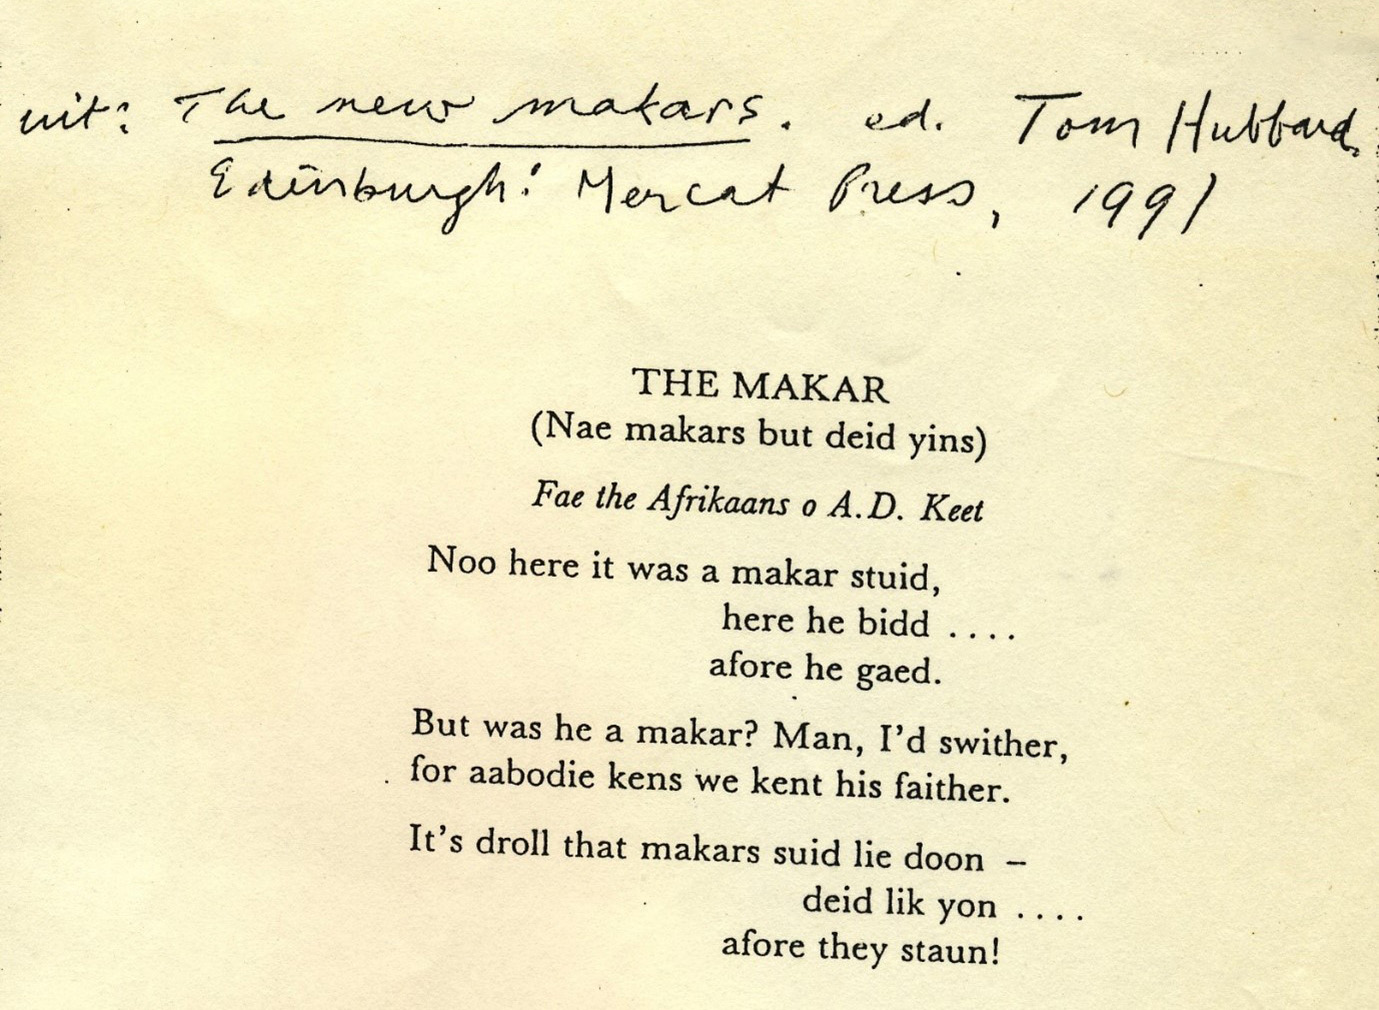 uit: The new makars. ed. Tom Hubbard.
Edinburgh: Mercat Press, 1991
THE MAKAR
(Nae makars but deid yins)
Fae the Afrikaans o A.D. Keet
Noo here it was a makar stuid,
here he bidd ....
afore he gaed.
But was he a makar? Man, I'd swither,
for aabodie kens we kent his faither.
It's droll that makars suid lie doon –
deid lik yon ....
afore they staun!